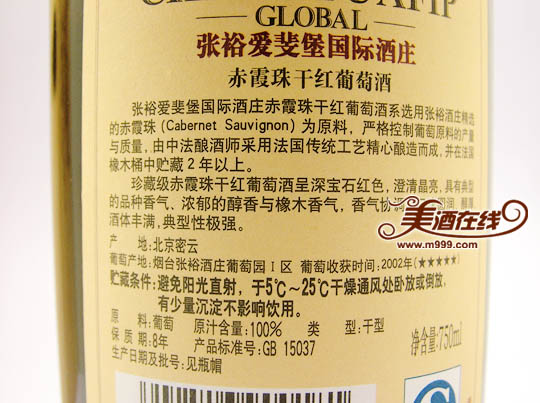 GLOBAL
张裕爱斐堡国际酒庄
赤霞珠干红葡萄酒
张裕爱斐堡国际酒庄赤霞珠干红葡萄酒系选用张裕酒庄精选
的赤霞珠(Cabernet Sauvignon)为原料，严格控制葡萄原料的产量
与质量，由中法酿酒师采用法国传统工艺精心酿造而成，并在法国
橡木桶中贮藏2年以上。
珍藏级赤霞珠干红葡萄酒呈深宝石红色，澄清晶亮，具有典型
的品种香气、浓郁的醇香与橡木香气，香气协调
酒体丰满，典型性极强。
美酒在线
www.m999.com
产 地:北京密云
葡萄产地:烟台张裕酒庄葡萄园I区 葡萄收获时间:2002年(★★★★★)
贮藏条件:避免阳光直射，于5℃~25℃干燥通风处卧放或倒放，
有少量沉淀不影响饮用。
原 料:葡萄 原汁含量:100% 类 型:干型
保 质 期:8年 产品标准号:GB 15037
生产日期及批号:见瓶帽
净含量:750ml